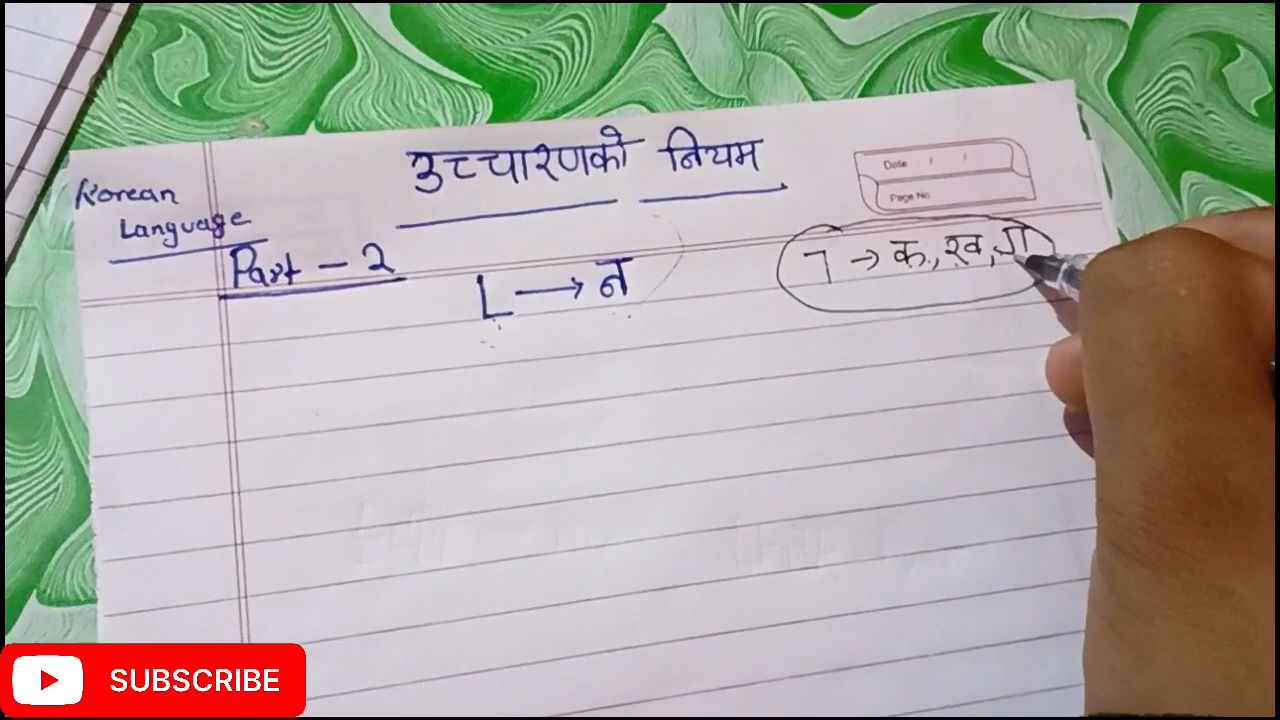 उच्चारणको नियम
Korean
Language
Part - 2
Date / /
Page No
ㄴ → न
ㄱ → क, ख, ग
SUBSCRIBE